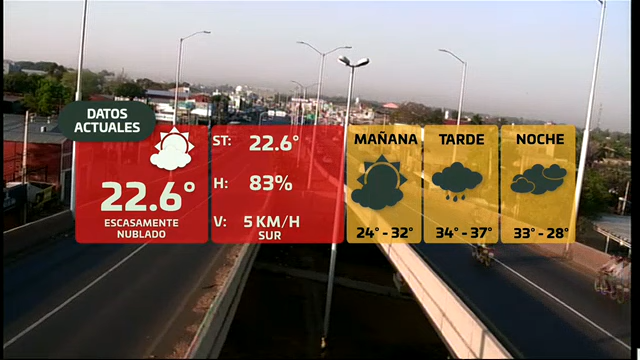 DATOS
ACTUALES
22.6°
ESCASAMENTE
NUBLADO
ST: 22.6°
H: 83%
V: 5 KM/H
SUR
MAÑANA
24° - 32°
TARDE
34° - 37°
NOCHE
33° - 28°